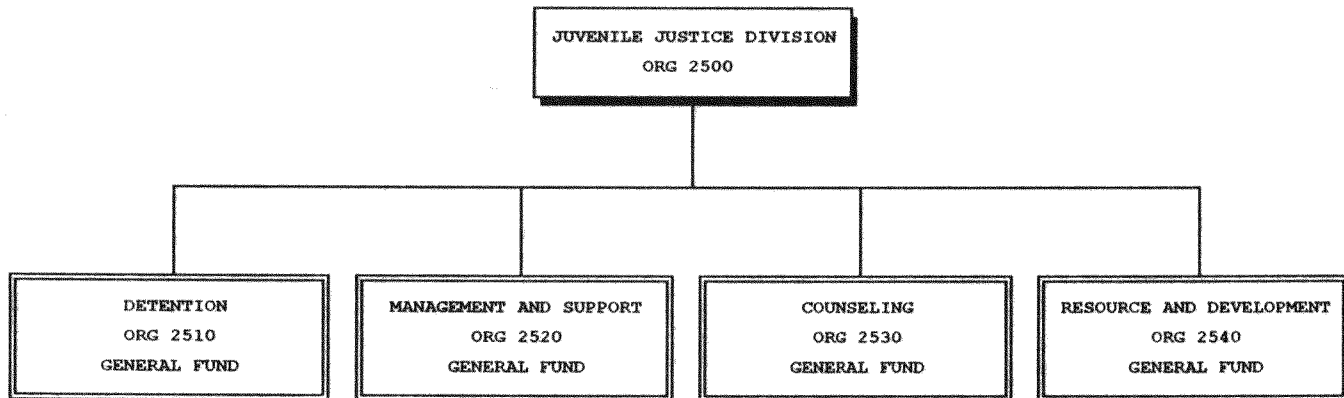 JUVENILE JUSTICE DIVISION
ORG 2500
DETENTION
ORG 2510
GENERAL FUND
MANAGEMENT AND SUPPORT
ORG 2520
GENERAL FUND
COUNSELING
ORG 2530
GENERAL FUND
RESOURCE AND DEVELOPMENT
ORG 2540
GENERAL FUND